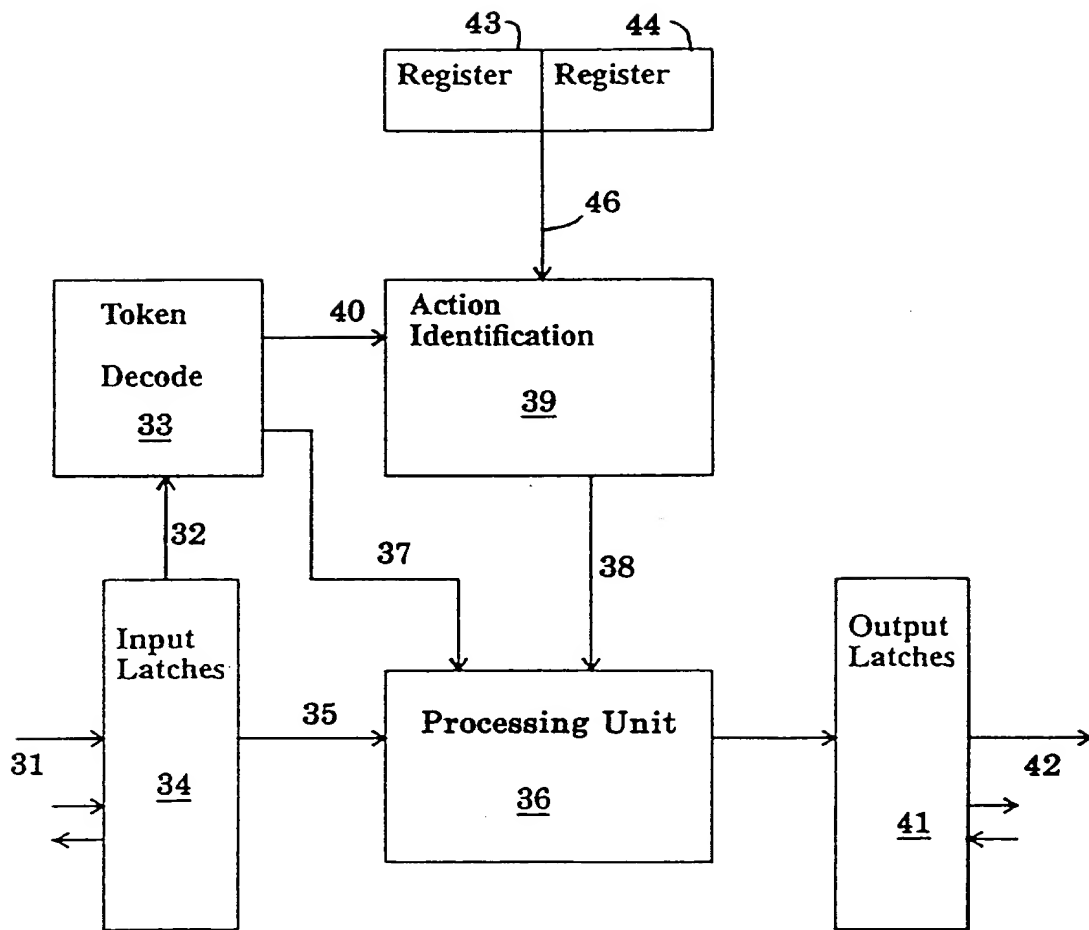 43
44
Register
Register
46
Token
Decode
33
40
Action
Identification
39
32
37
38
Input
Latches
34
31
35
Processing Unit
36
Output
Latches
41
42